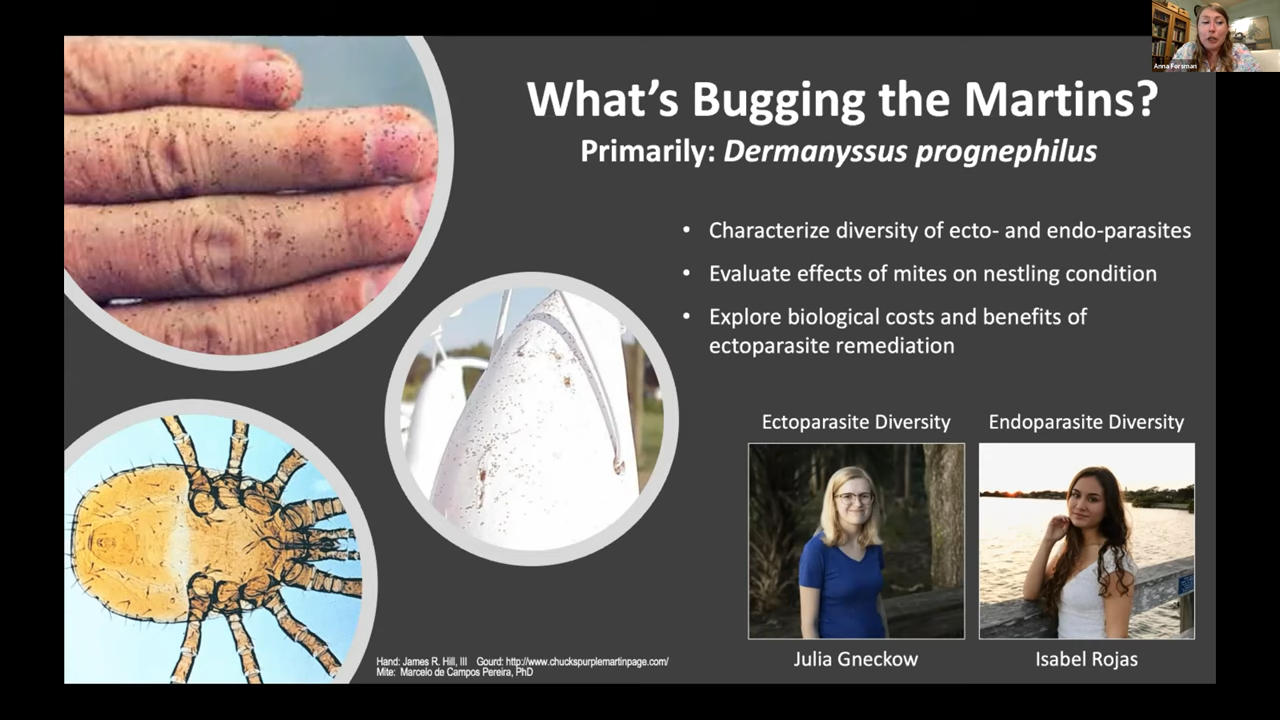 Anna Forsman
What's Bugging the Martins?
Primarily: Dermanyssus prognephilus
• Characterize diversity of ecto- and endo-parasites
• Evaluate effects of mites on nestling condition
• Explore biological costs and benefits of
ectoparasite remediation
Ectoparasite Diversity
Endoparasite Diversity
Julia Gneckow
Isabel Rojas
Hand: James R. Hill, III Gourd: http://www.chuckspurplemartinpage.com/
Mite: Marcelo de Campos Pereira, PhD